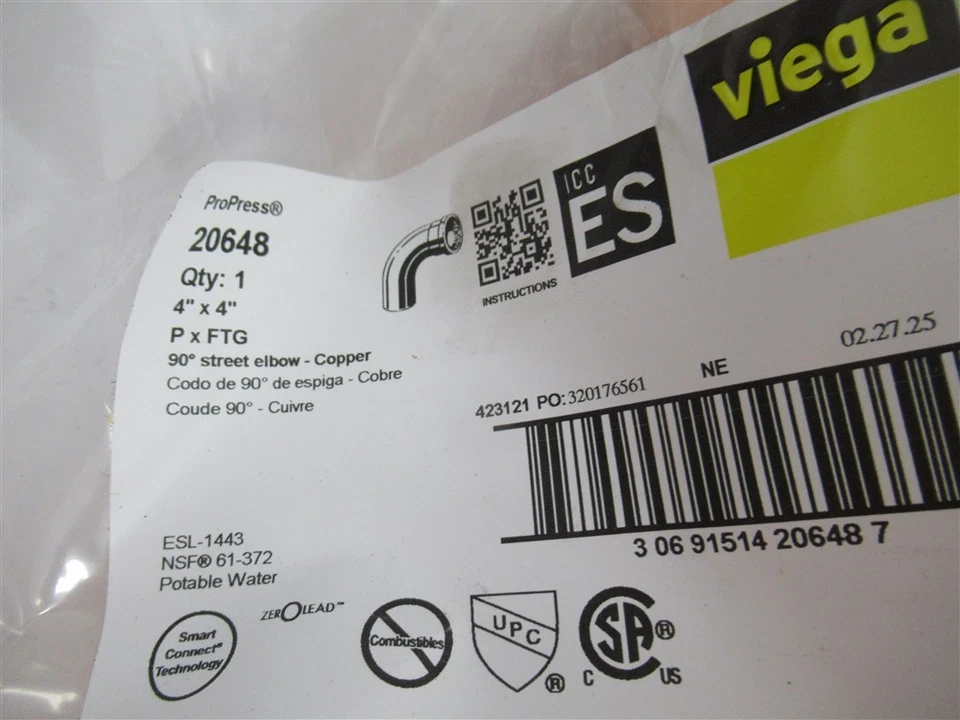 viega
ProPress®
20648
Qty: 1
4" x 4"
P x FTG
90° street elbow - Copper
Codo de 90° de espiga - Cobre
Coude 90° - Cuivre
INSTRUCTIONS
ICC
ES
02.27.25
NE
423121 PO: 320176561
3 06 91514 20648 7
ESL-1443
NSF® 61-372
Potable Water
Smart
Connect®
Technology
ZEROLEAD™
Combustibles
UPC
®
SA ®
C US